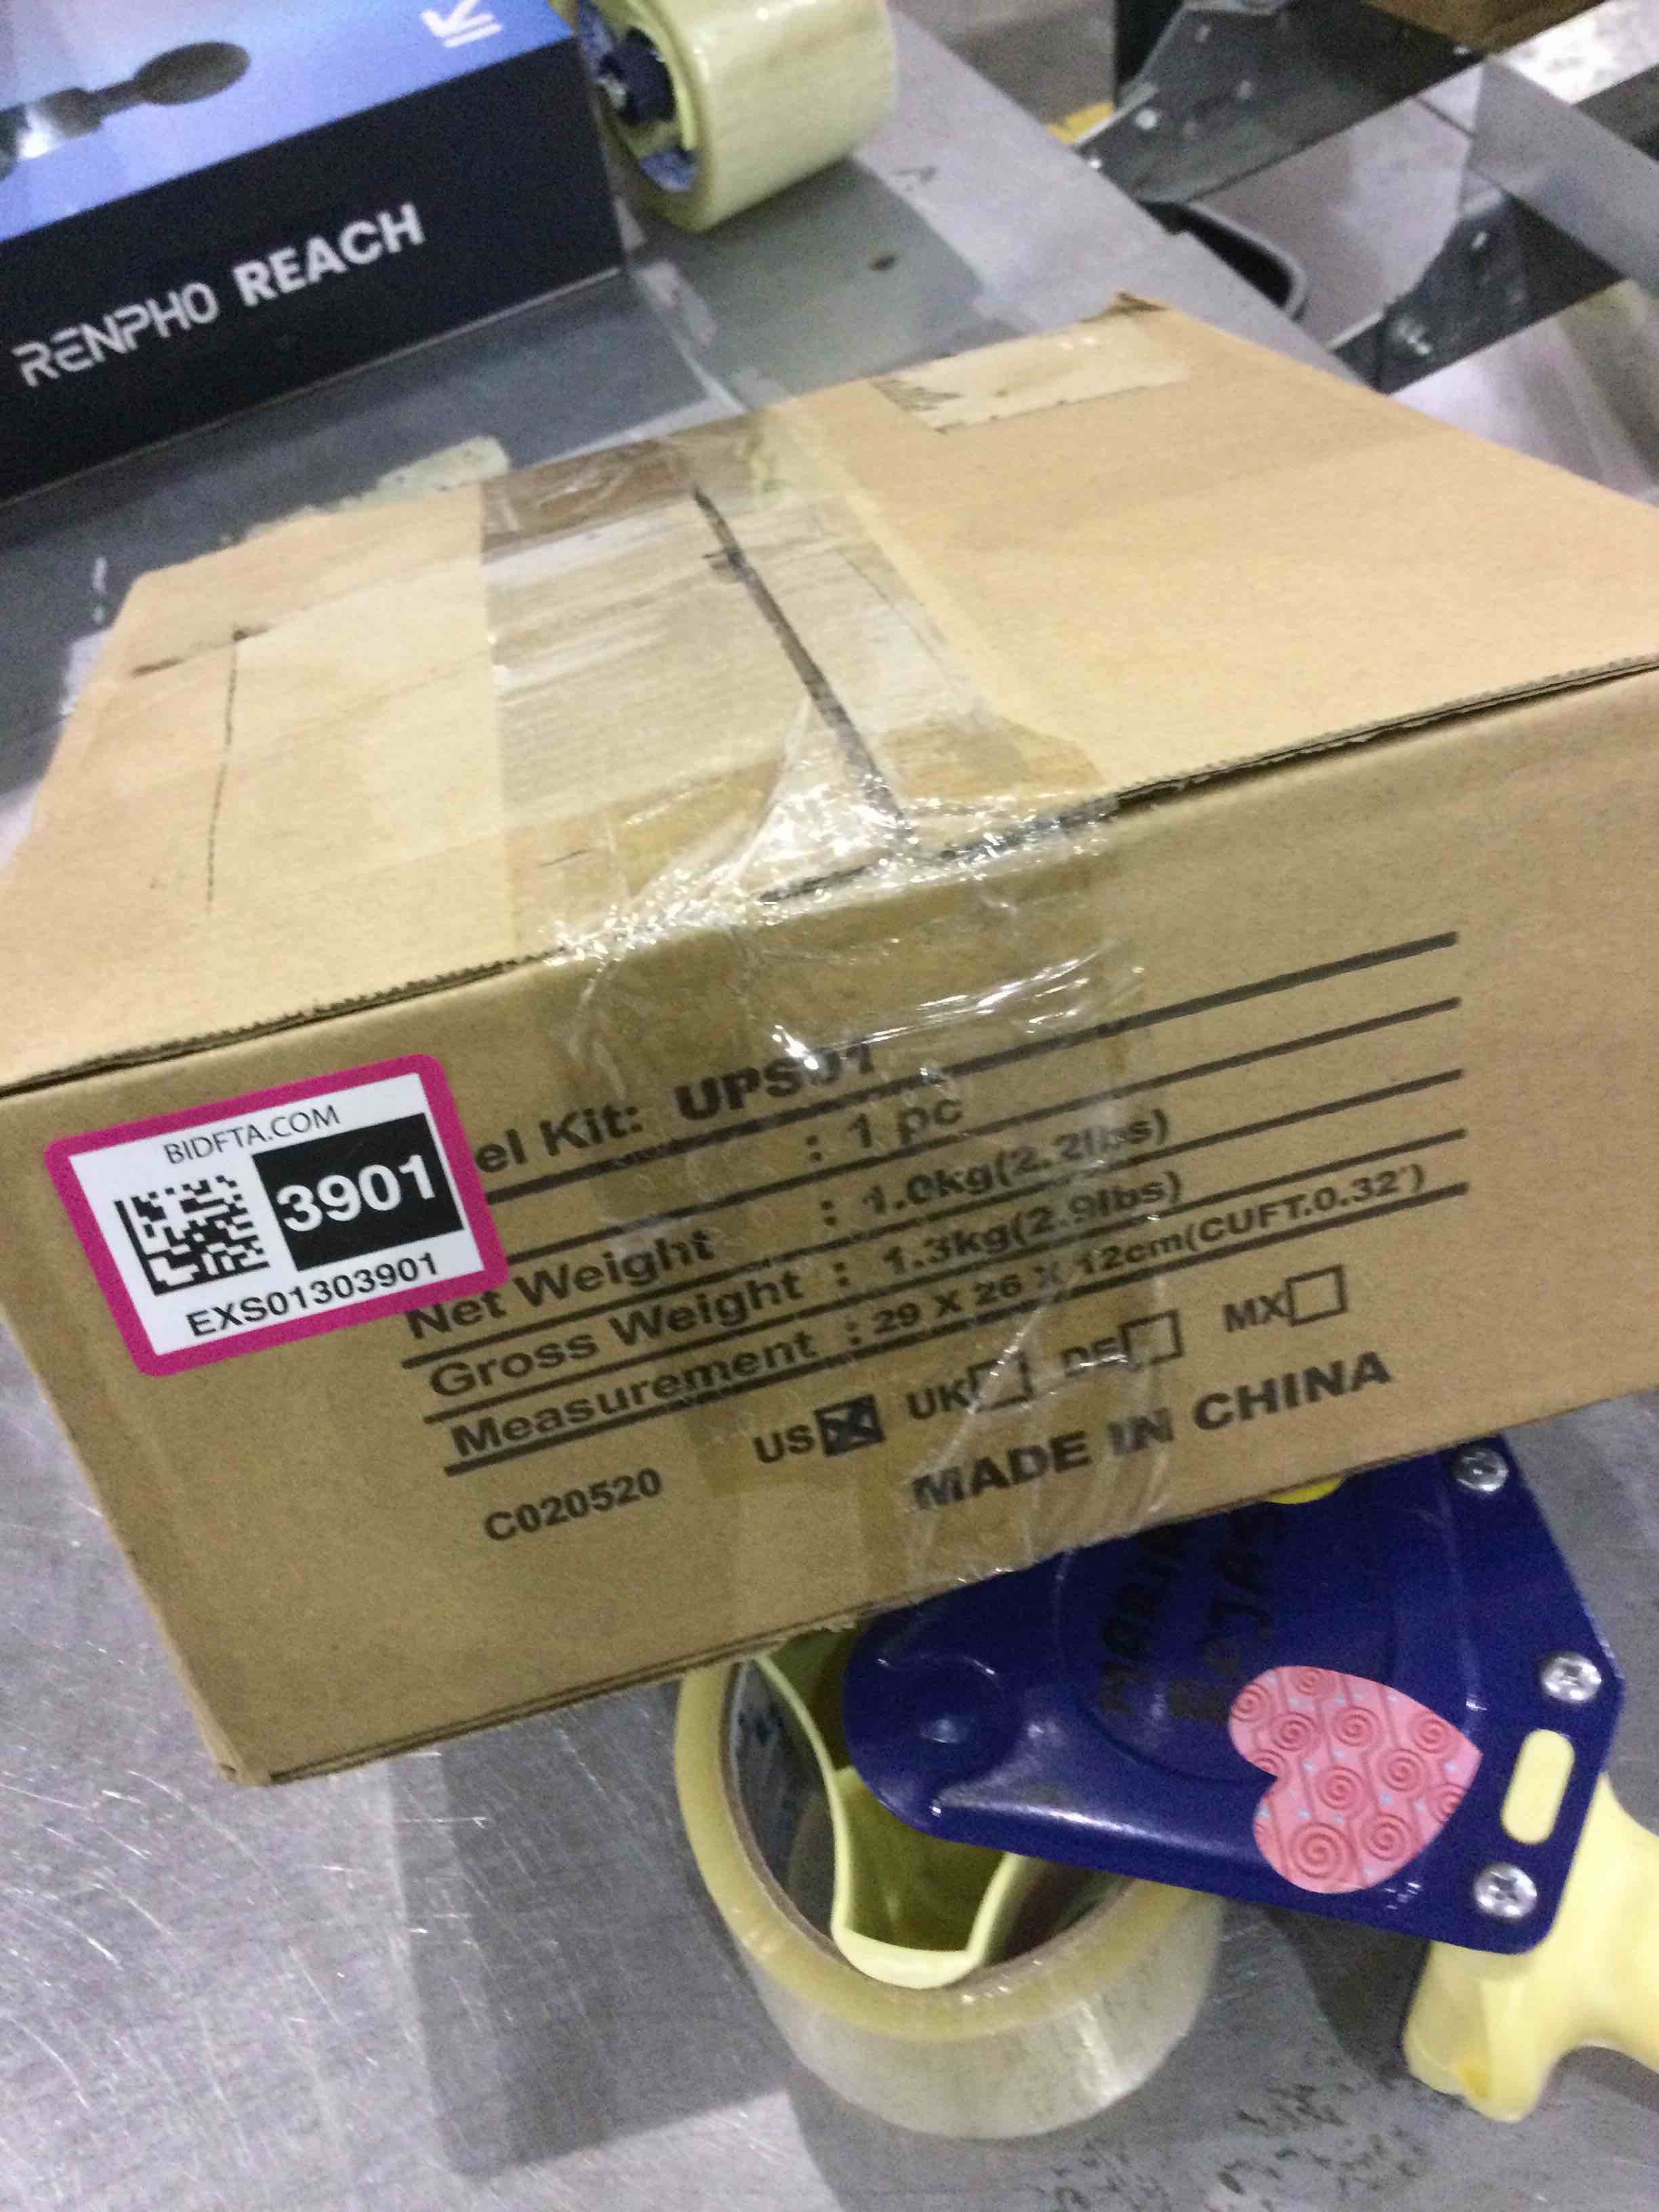 RENPHO REACH
BIDFTA.COM
3901
EXS01303901
el Kit: UPS01
: 1 pc
Net Weight : 1.0kg(2.2lbs)
Gross Weight : 1.3kg(2.9lbs)
Measurement : 29 X 26 X 12cm(CUFT.0.32')
US UK DE MX
C020520
MADE IN CHINA